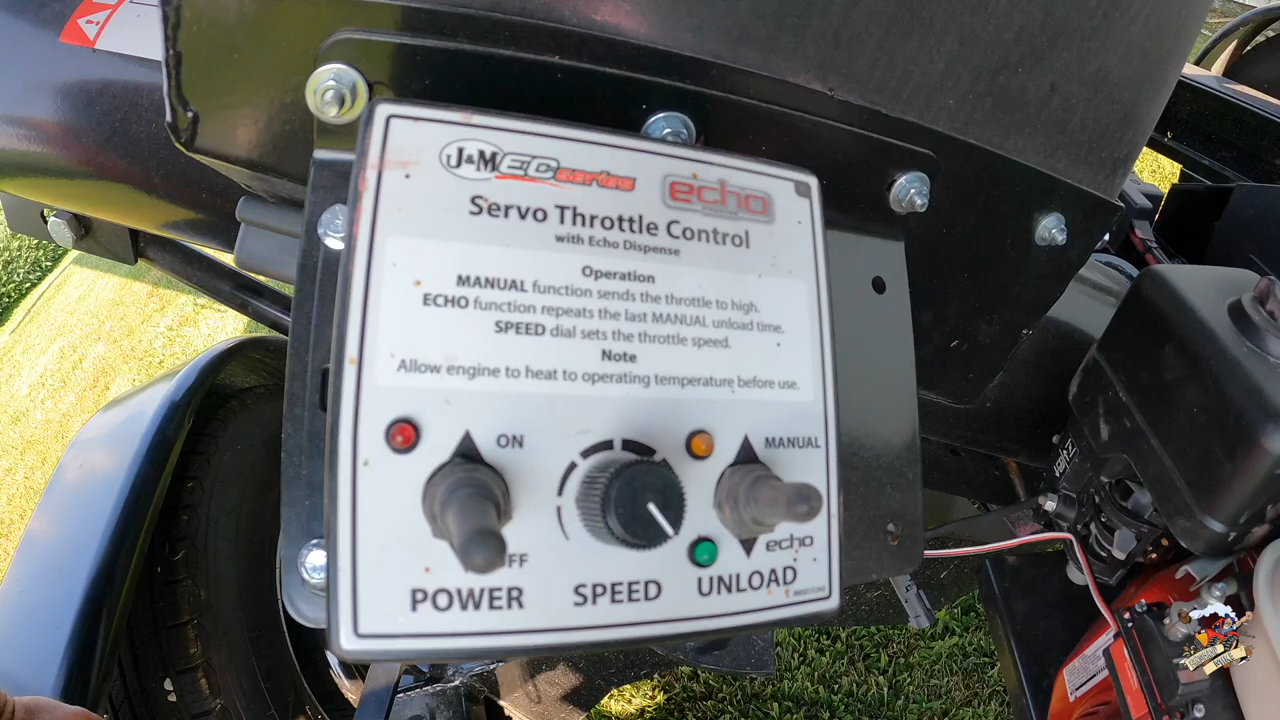 J&M EC series
echo
Servo Throttle Control
with Echo Dispense
Operation
MANUAL function sends the throttle to high.
ECHO function repeats the last MANUAL unload time.
SPEED dial sets the throttle speed.
Note
Allow engine to heat to operating temperature before use.
ON
MANUAL
FF
echo
POWER
SPEED
UNLOAD